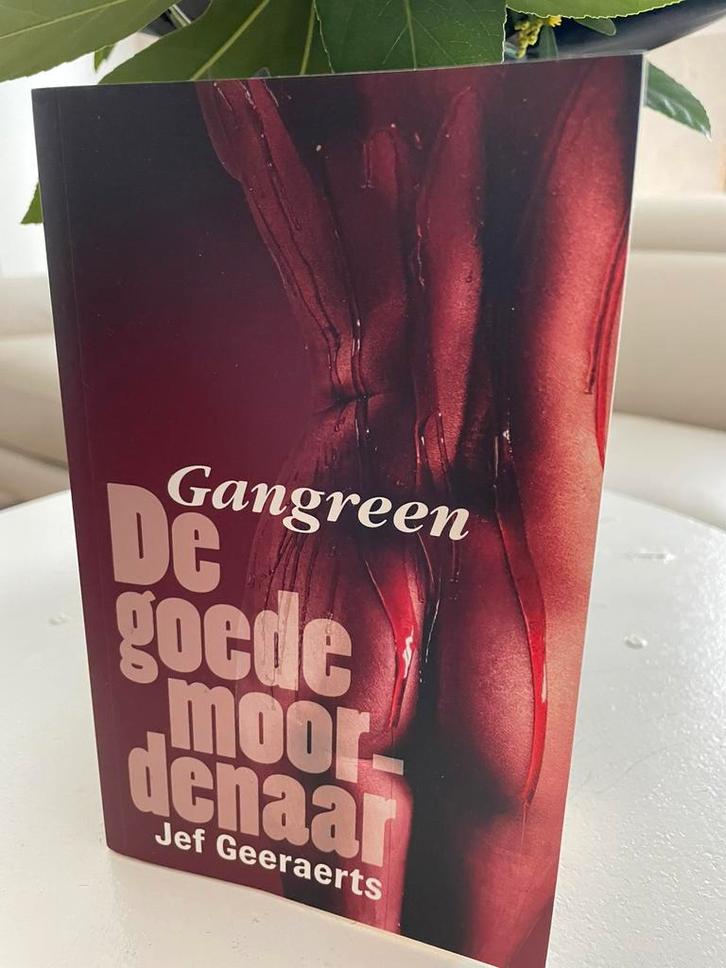 Gangreen
De
goede
moor-
denaar
Jef Geeraerts